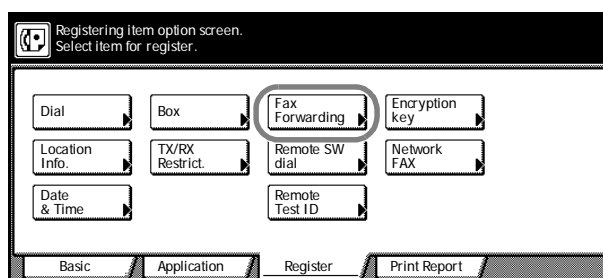 Registering item option screen.
Select item for register.
Dial
Box
Fax
Forwarding
Encryption
key
Location
Info.
TX/RX
Restrict.
Remote SW
dial
Network
FAX
Date
& Time
Remote
Test ID
Basic
Application
Register
Print Report